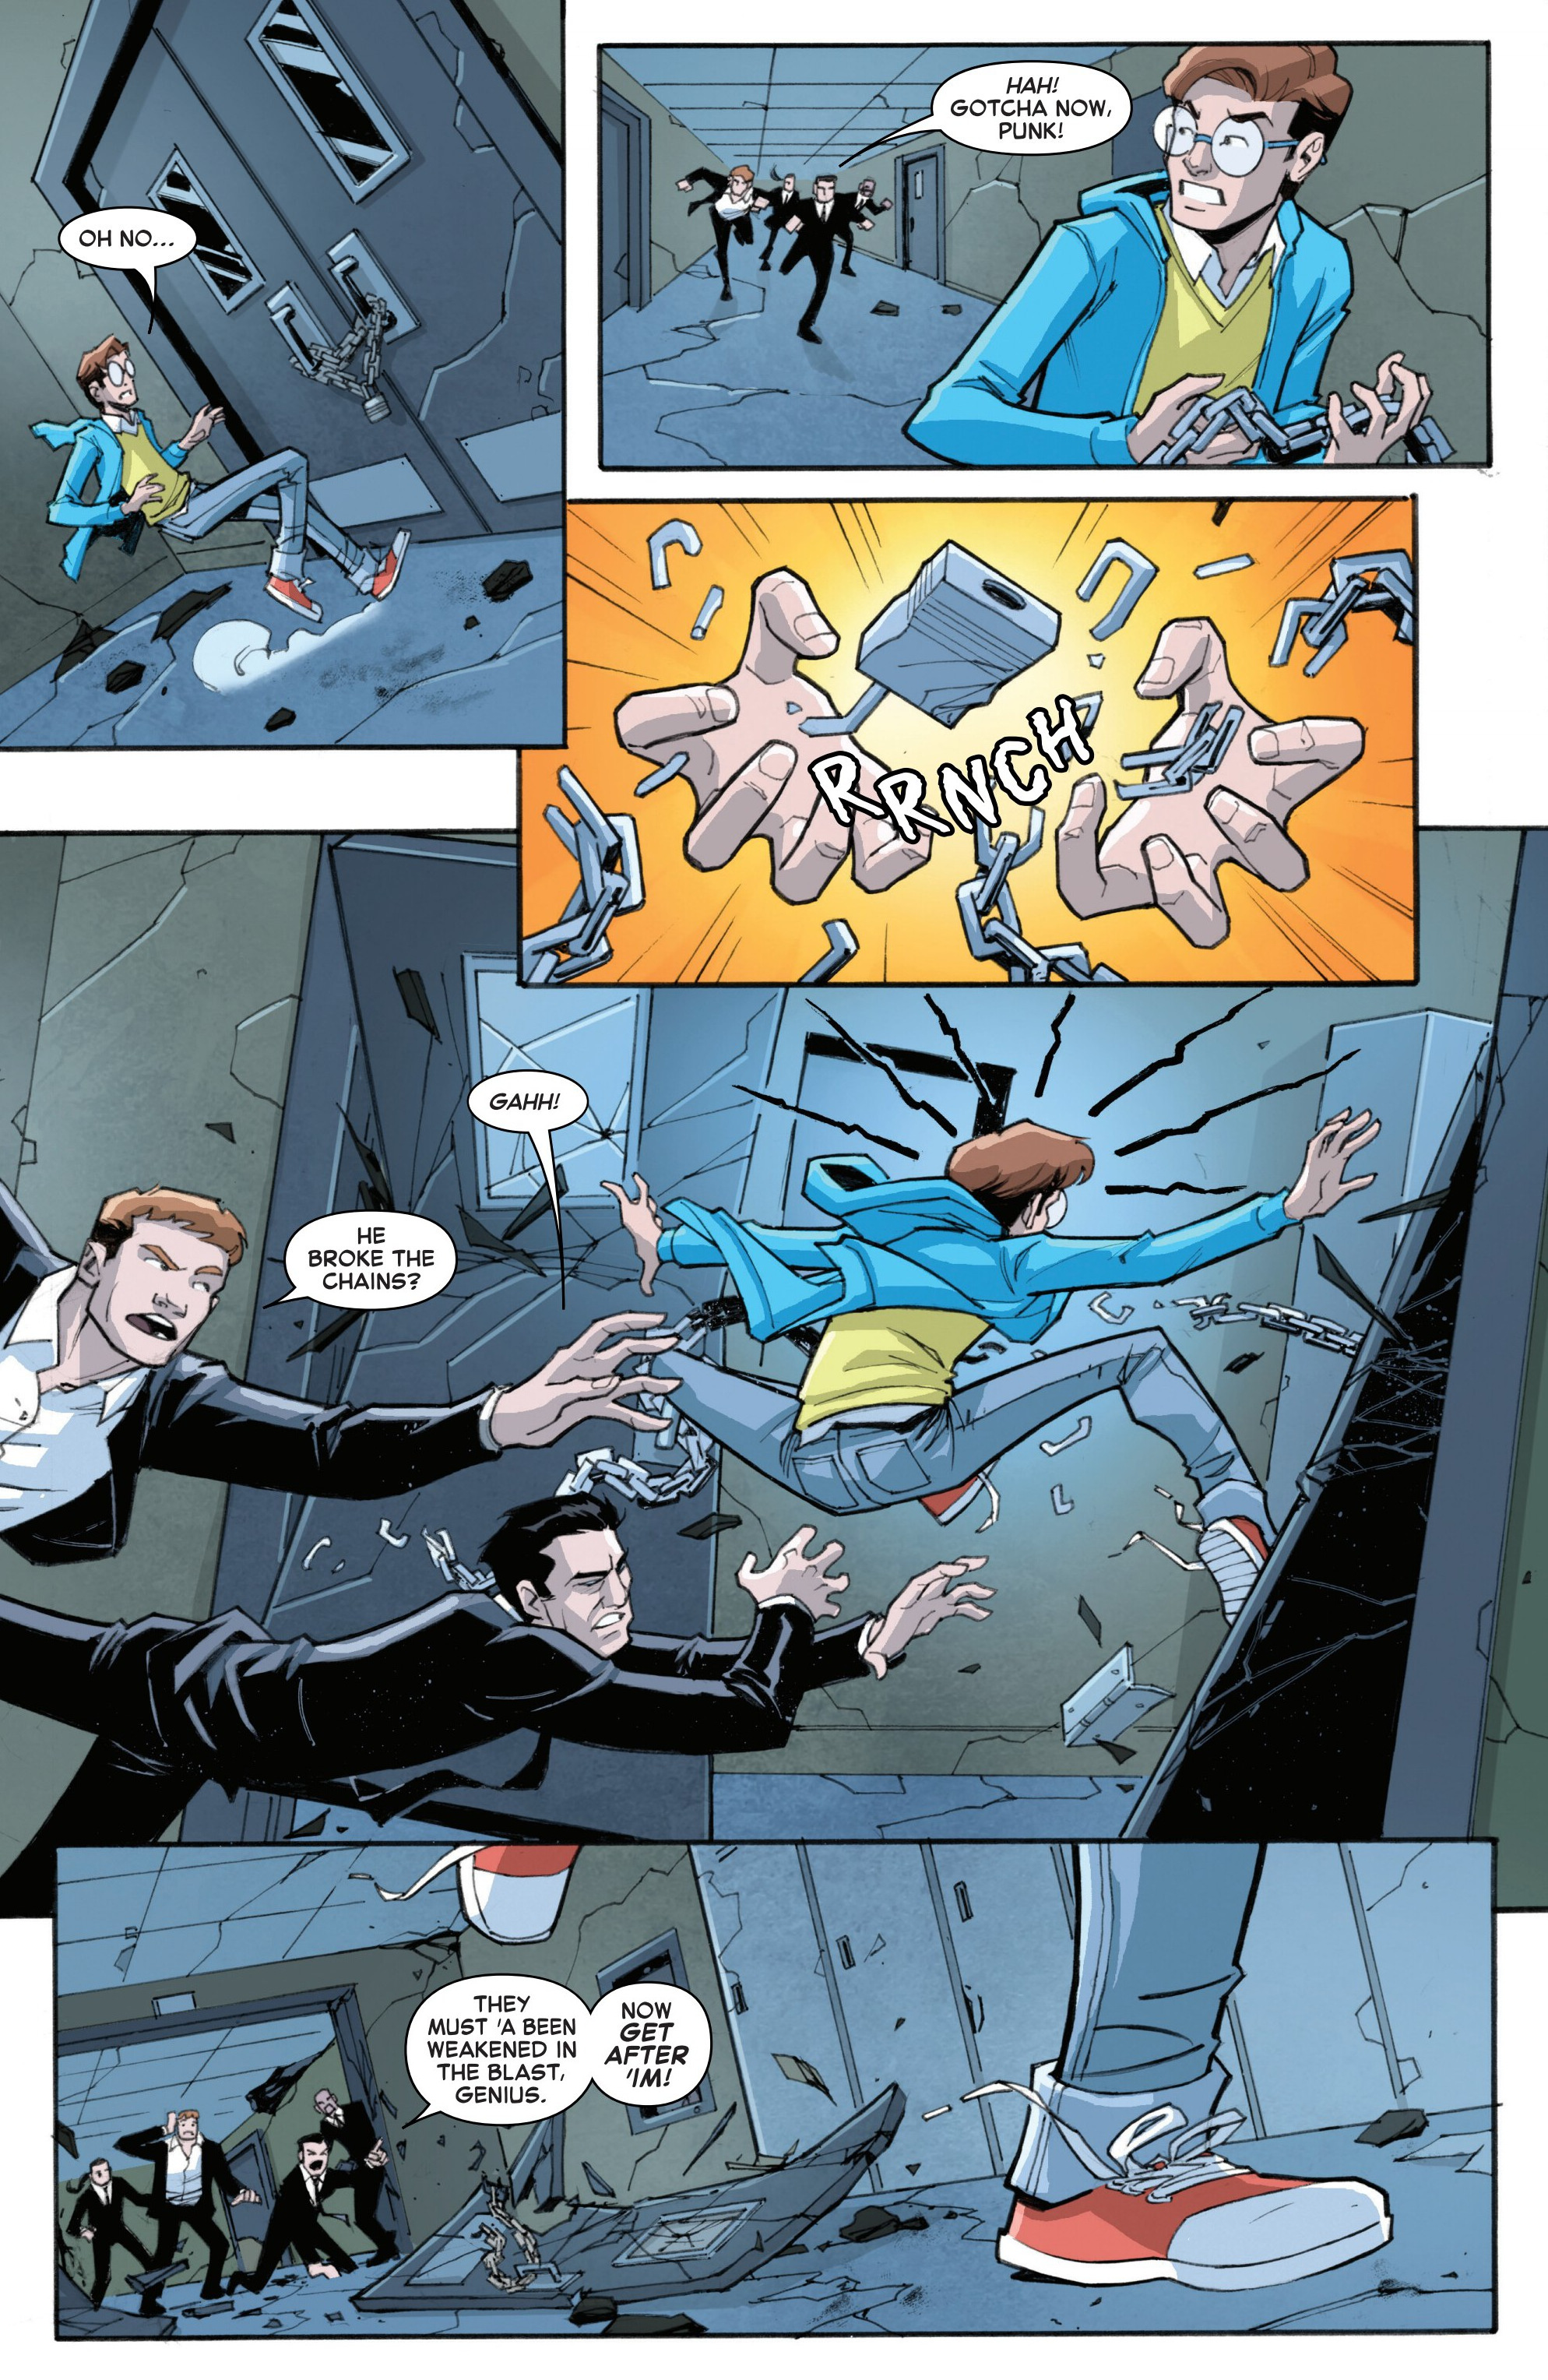 OH NO...
HAH!
GOTCHA NOW,
PUNK!
RRNCH
GAHH!
HE
BROKE THE
CHAINS?
THEY
MUST 'A BEEN
WEAKENED IN
THE BLAST,
GENIUS.
NOW
GET
AFTER
'IM!